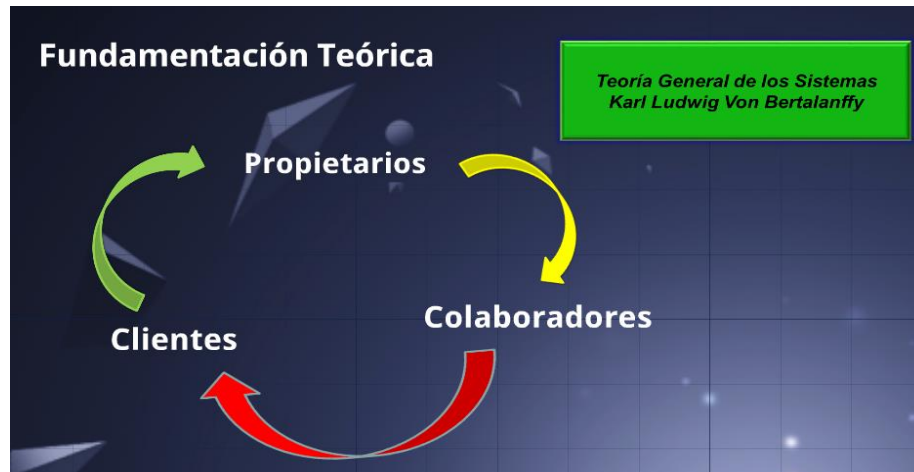 Fundamentación Teórica
Teoría General de los Sistemas
Karl Ludwig Von Bertalanffy
Propietarios
Colaboradores
Clientes